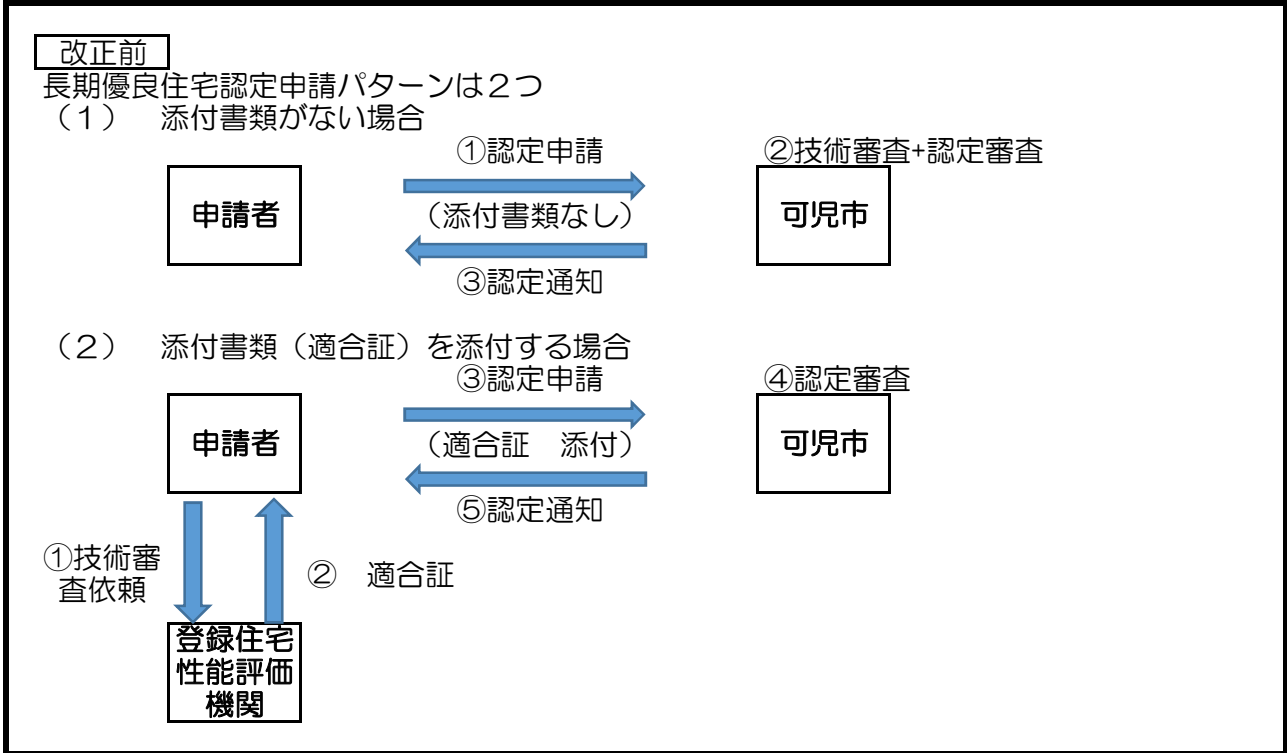 改正前
長期優良住宅認定申請パターンは２つ
（１）　添付書類がない場合
①認定申請
②技術審査+認定審査
申請者
（添付書類なし）
可児市
③認定通知
（２）　添付書類（適合証）を添付する場合
③認定申請
④認定審査
申請者
（適合証　添付）
可児市
⑤認定通知
①技術審
査依頼
②　適合証
登録住宅
性能評価
機関